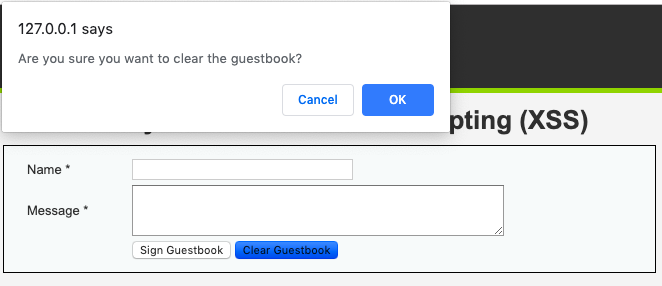 127.0.0.1 says
Are you sure you want to clear the guestbook?
Cancel OK
pting (XSS)
Name *
Message *
Sign Guestbook Clear Guestbook